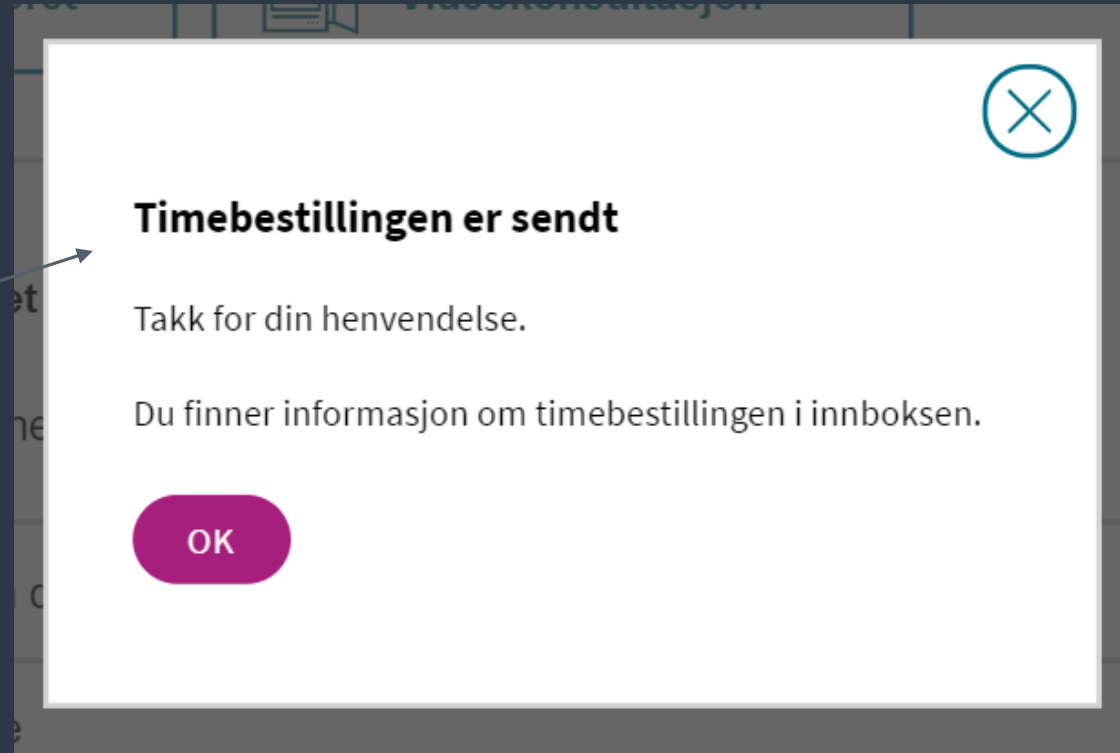 Timebestillingen er sendt
Takk for din henvendelse.
Du finner informasjon om timebestillingen i innboksen.
OK